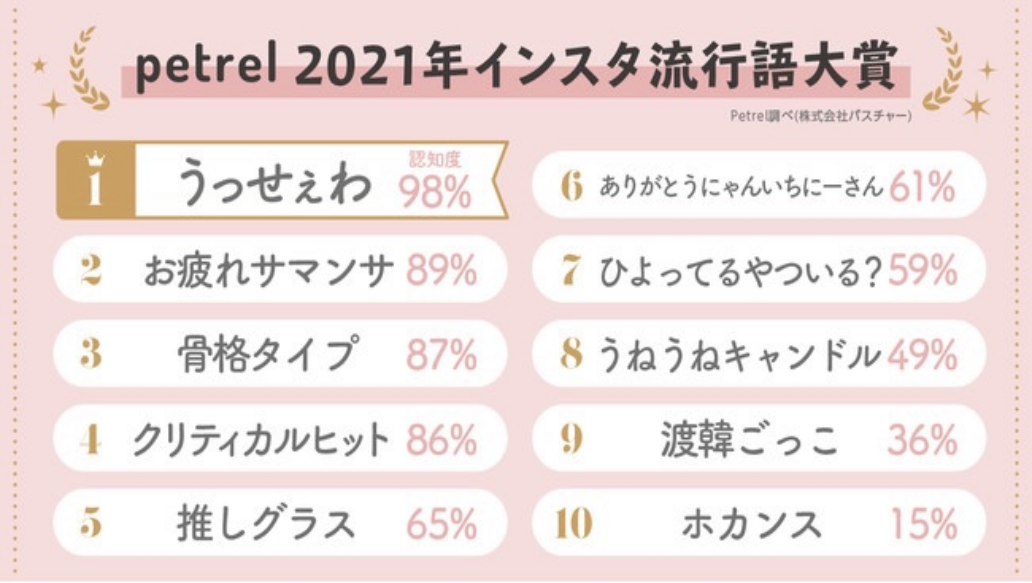 petrel 2021年インスタ流行語大賞
Petrel調べ(株式会社パスチャー)
1 うっせぇわ 認知度 98%
2 お疲れサマンサ 89%
3 骨格タイプ 87%
4 クリティカルヒット 86%
5 推しグラス 65%
6 ありがとうにゃんいちにーさん 61%
7 ひよってるやついる? 59%
8 うねうねキャンドル 49%
9 渡韓ごっこ 36%
10 ホカンス 15%